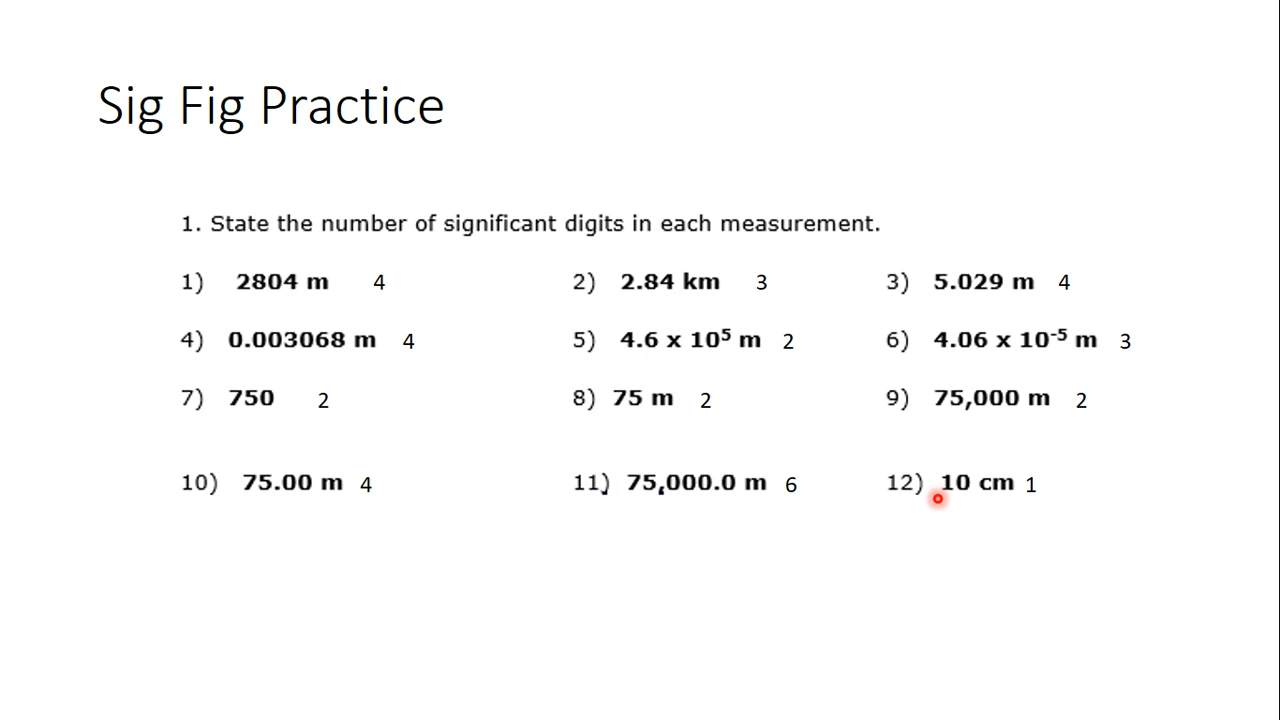 Sig Fig Practice
1. State the number of significant digits in each measurement.
1) 2804 m 4 2) 2.84 km 3 3) 5.029 m 4
4) 0.003068 m 4 5) 4.6 x 10⁵ m 2 6) 4.06 x 10⁻⁵ m 3
7) 750 2 8) 75 m 2 9) 75,000 m 2
10) 75.00 m 4 11) 75,000.0 m 6 12) 10 cm 1